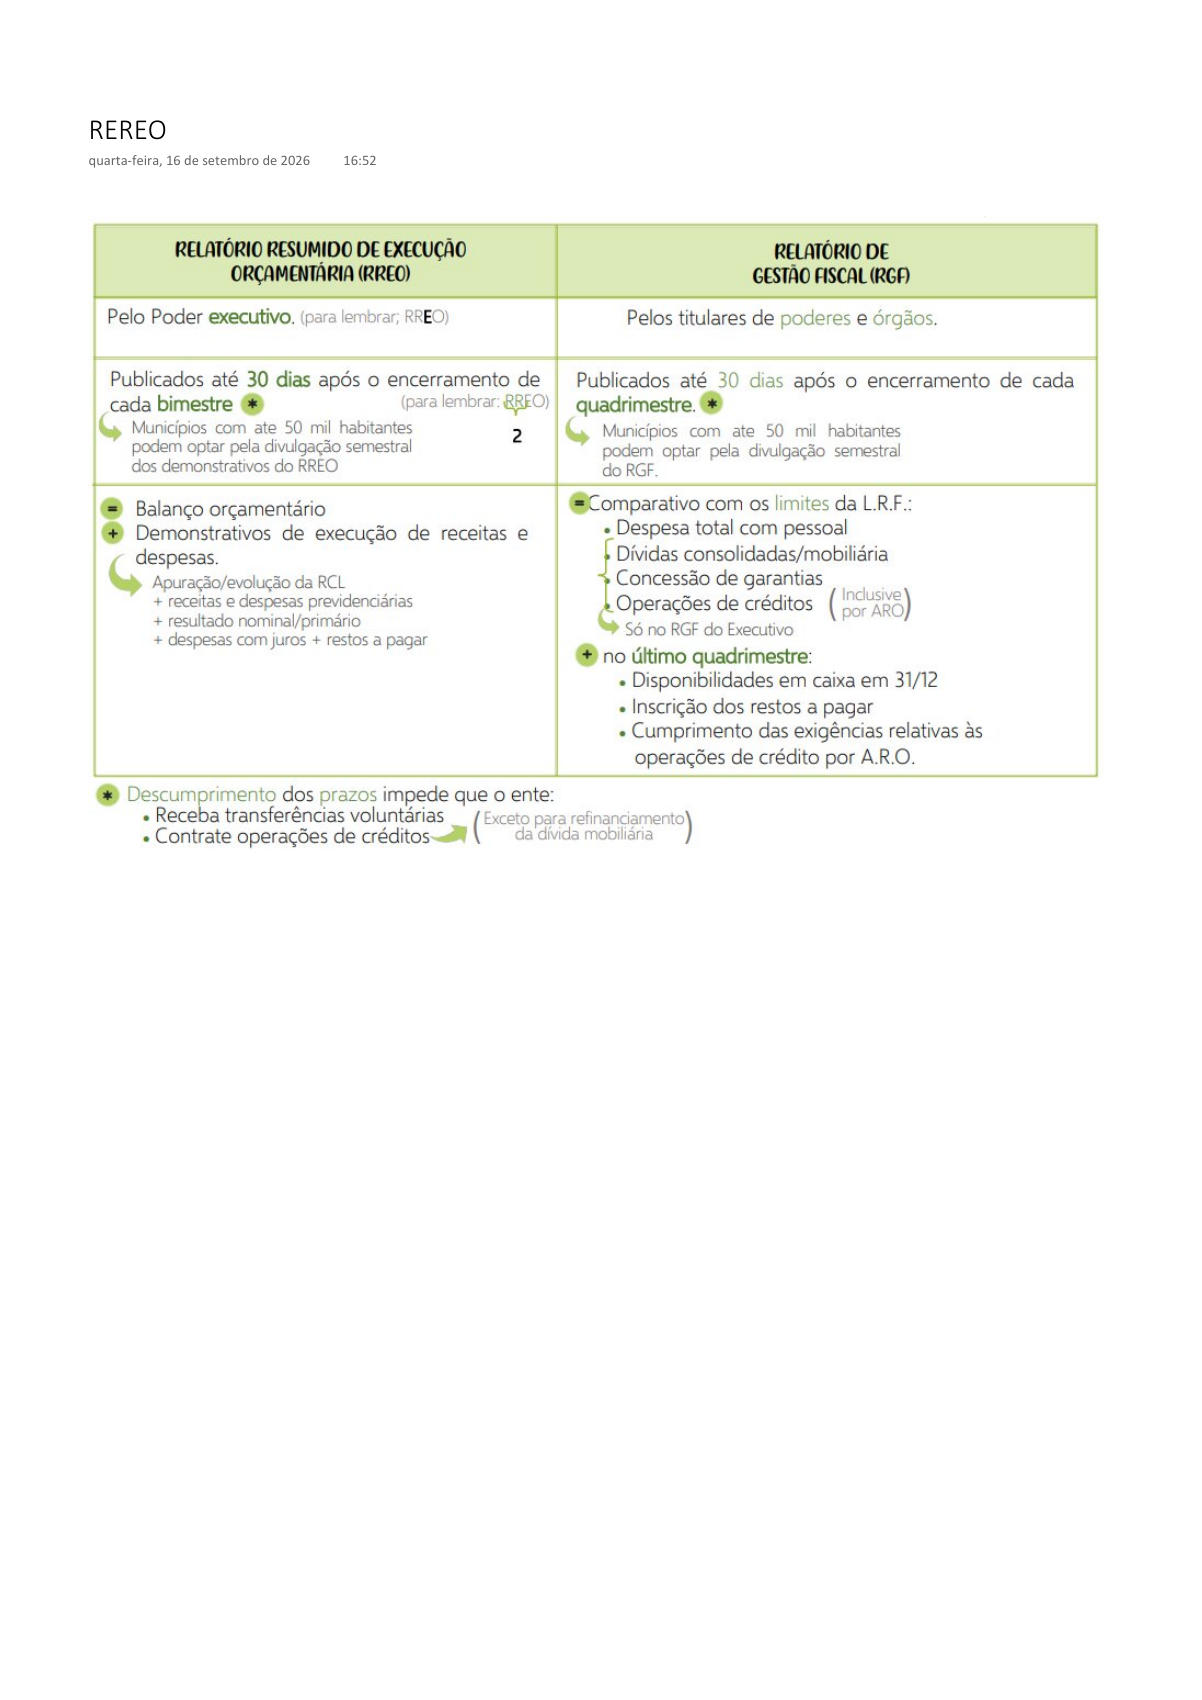 REREO
quarta-feira, 16 de setembro de 2026 16:52
RELATÓRIO RESUMIDO DE EXECUÇÃO
ORÇAMENTÁRIA (RREO)
RELATÓRIO DE
GESTÃO FISCAL (RGF)
Pelo Poder executivo. (para lembrar; RREO)
Pelos titulares de poderes e órgãos.
Publicados até 30 dias após o encerramento de
cada bimestre * (para lembrar: RREO)
2
Municípios com ate 50 mil habitantes
podem optar pela divulgação semestral
dos demonstrativos do RREO
Publicados até 30 dias após o encerramento de cada
quadrimestre. *
Municípios com ate 50 mil habitantes
podem optar pela divulgação semestral
do RGF.
= Balanço orçamentário
+ Demonstrativos de execução de receitas e
despesas.
Apuração/evolução da RCL
+ receitas e despesas previdenciárias
+ resultado nominal/primário
+ despesas com juros + restos a pagar
= Comparativo com os limites da L.R.F.:
• Despesa total com pessoal
• Dívidas consolidadas/mobiliária
• Concessão de garantias
• Operações de créditos (Inclusive
por ARO)
Só no RGF do Executivo
+ no último quadrimestre:
• Disponibilidades em caixa em 31/12
• Inscrição dos restos a pagar
• Cumprimento das exigências relativas às
operações de crédito por A.R.O.
* Descumprimento dos prazos impede que o ente:
• Receba transferências voluntárias
• Contrate operações de créditos (Exceto para refinanciamento
da dívida mobiliária)